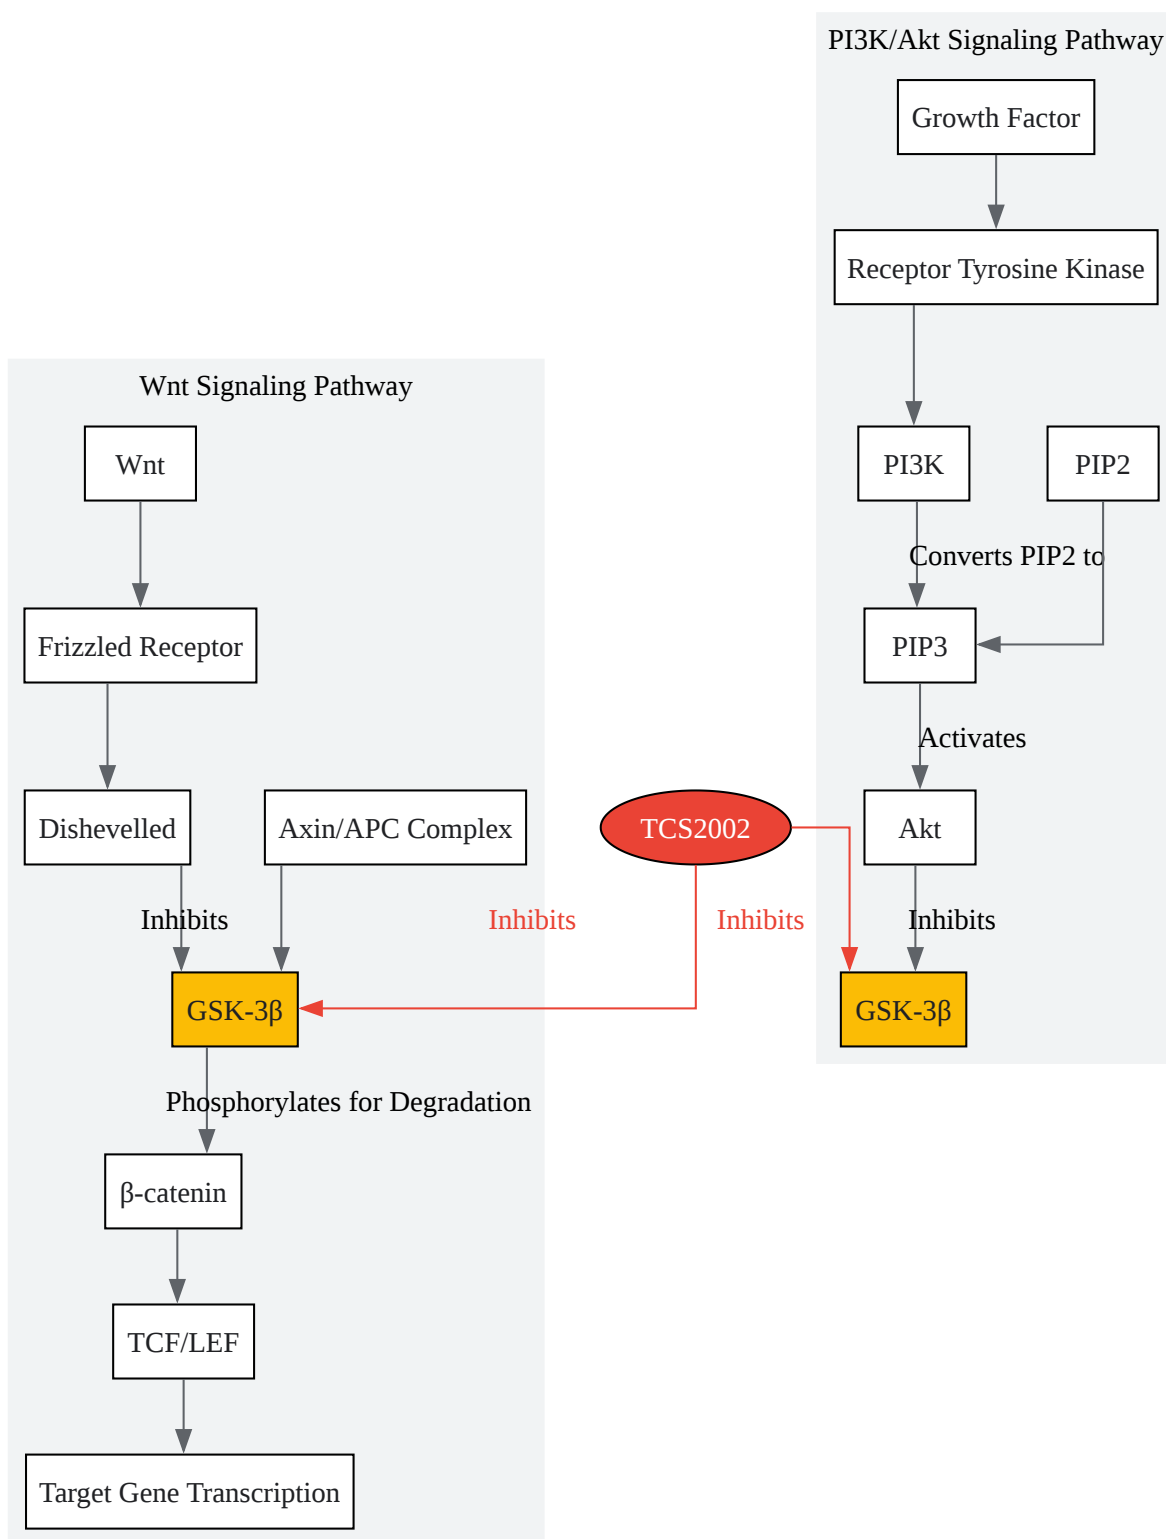 PI3K/Akt Signaling Pathway
Growth Factor
Receptor Tyrosine Kinase
PI3K
PIP2
Converts PIP2 to
PIP3
Activates
Akt
Inhibits
GSK-3β
Wnt Signaling Pathway
Wnt
Frizzled Receptor
Dishevelled
Axin/APC Complex
Inhibits
GSK-3β
Phosphorylates for Degradation
β-catenin
TCF/LEF
Target Gene Transcription
TCS2002
Inhibits
Inhibits